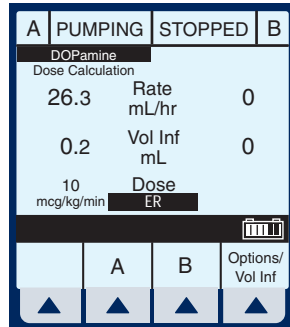 A PUMPING STOPPED B
DOPamine
Dose Calculation
26.3 Rate mL/hr 0
0.2 Vol Inf mL 0
10 mcg/kg/min Dose
ER
A B Options/ Vol Inf